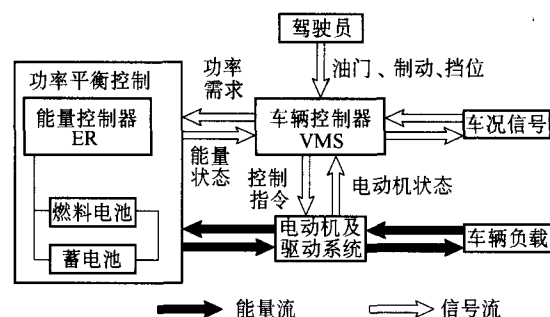 驾驶员
功率平衡控制
功率
需求
油门、制动、挡位
能量控制器
ER
车辆控制器
VMS
车况信号
能量
状态
控制
指令
电动机状态
燃料电池
蓄电池
电动机及
驱动系统
车辆负载
能量流
信号流